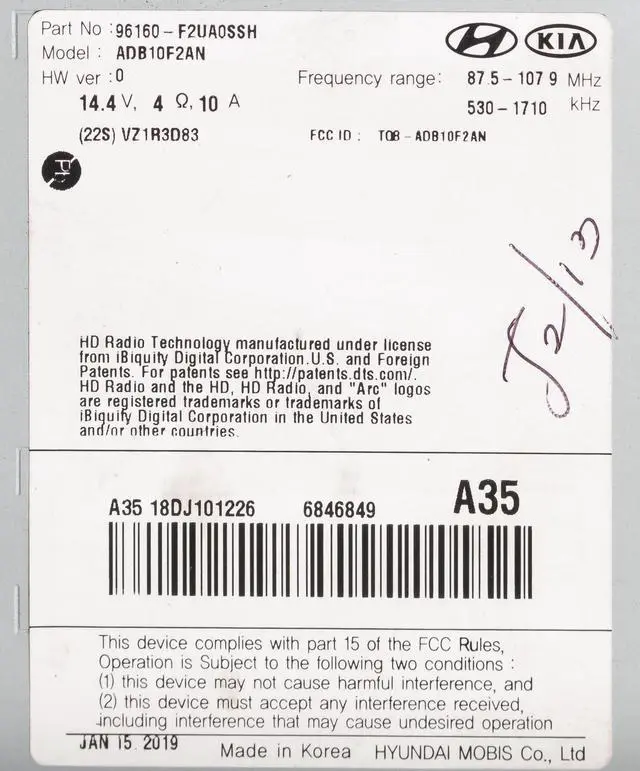 Part No : 96160 - F2UA0SSH
KIA
Model : ADB10F2AN
HW ver : 0
Frequency range: 87.5 - 107 9 MHz
14.4 V, 4 Ω, 10 A
530 - 1710 kHz
(22S) VZ1R3D83
FCC ID : TQ8 - ADB10F2AN
J2/13
HD Radio Technology manufactured under license
from iBiquity Digital Corporation.U.S. and Foreign
Patents. For patents see http://patents.dts.com/.
HD Radio and the HD, HD Radio, and "Arc" logos
are registered trademarks or trademarks of
iBiquity Digital Corporation in the United States
and/or other countries.
A35
A35 18DJ101226 6846849
This device complies with part 15 of the FCC Rules,
Operation is Subject to the following two conditions :
(1) this device may not cause harmful interference, and
(2) this device must accept any interference received,
including interference that may cause undesired operation
JAN 15. 2019
Made in Korea HYUNDAI MOBIS Co., Ltd